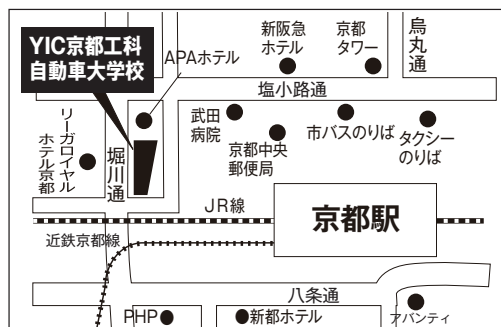 YIC京都工科
自動車大学校
APAホテル
新阪急
ホテル
京都
タワー
烏丸通
塩小路通
リーガロイヤル
ホテル京都
堀川通
武田
病院
京都中央
郵便局
市バスのりば
タクシー
のりば
JR線
京都駅
近鉄京都線
八条通
PHP
新都ホテル
アバンティ